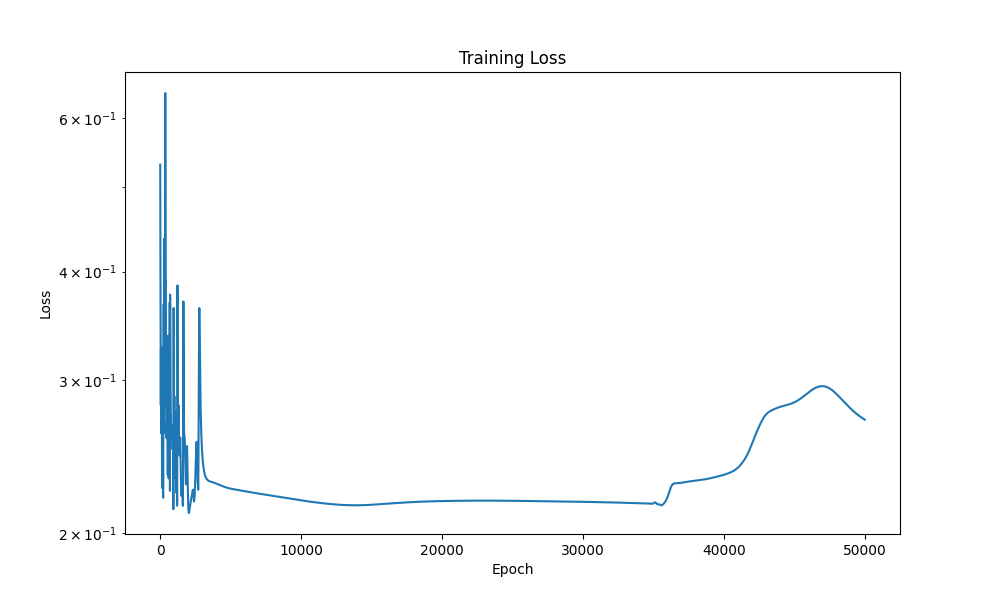 Training Loss
6 × 10⁻¹
4 × 10⁻¹
3 × 10⁻¹
2 × 10⁻¹
Loss
0 10000 20000 30000 40000 50000
Epoch